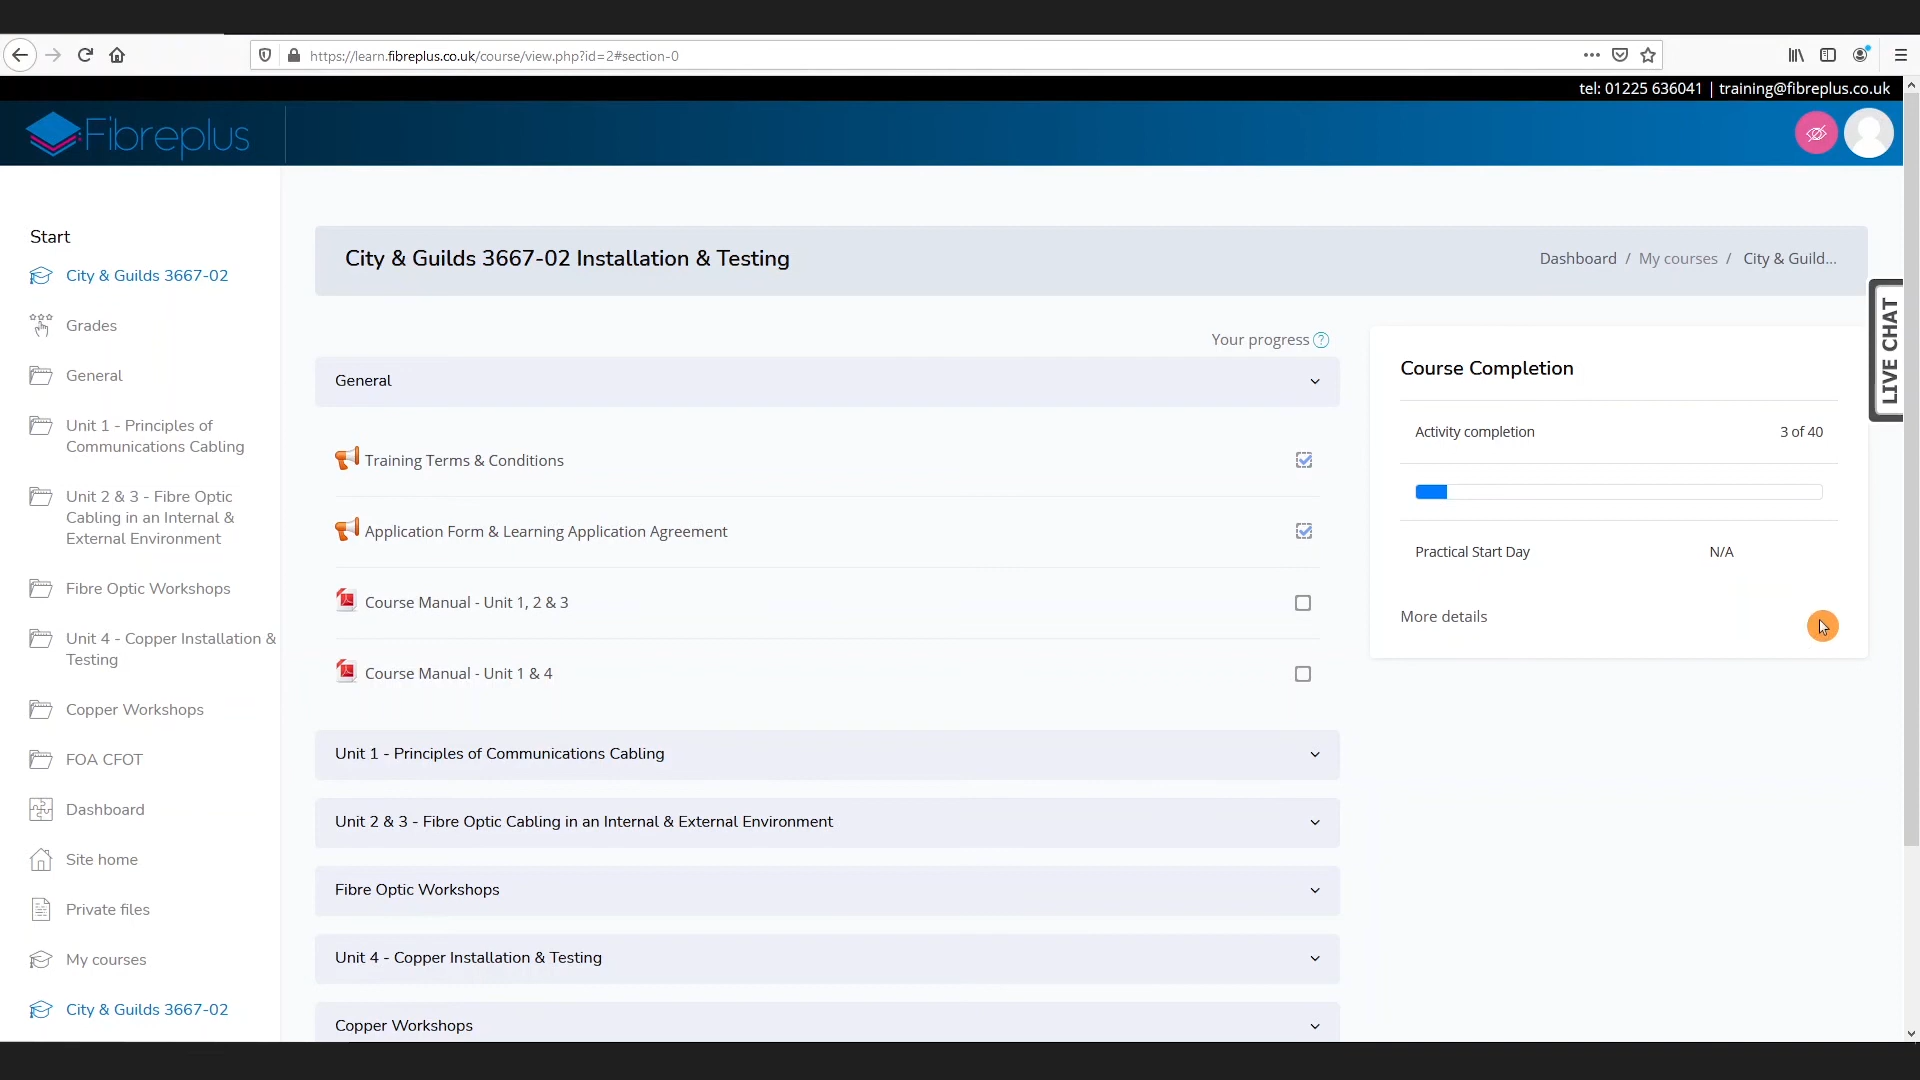 https://learn.fibreplus.co.uk/course/view.php?id=2#section-0
tel: 01225 636041 | training@fibreplus.co.uk
Fibreplus
Start
City & Guilds 3667-02
Grades
General
Unit 1 - Principles of
Communications Cabling
Unit 2 & 3 - Fibre Optic
Cabling in an Internal &
External Environment
Fibre Optic Workshops
Unit 4 - Copper Installation &
Testing
Copper Workshops
FOA CFOT
Dashboard
Site home
Private files
My courses
City & Guilds 3667-02
City & Guilds 3667-02 Installation & Testing
Dashboard / My courses / City & Guild...
Your progress
General
Training Terms & Conditions
Application Form & Learning Application Agreement
Course Manual - Unit 1, 2 & 3
Course Manual - Unit 1 & 4
Unit 1 - Principles of Communications Cabling
Unit 2 & 3 - Fibre Optic Cabling in an Internal & External Environment
Fibre Optic Workshops
Unit 4 - Copper Installation & Testing
Copper Workshops
Course Completion
Activity completion 3 of 40
Practical Start Day N/A
More details
LIVE CHAT